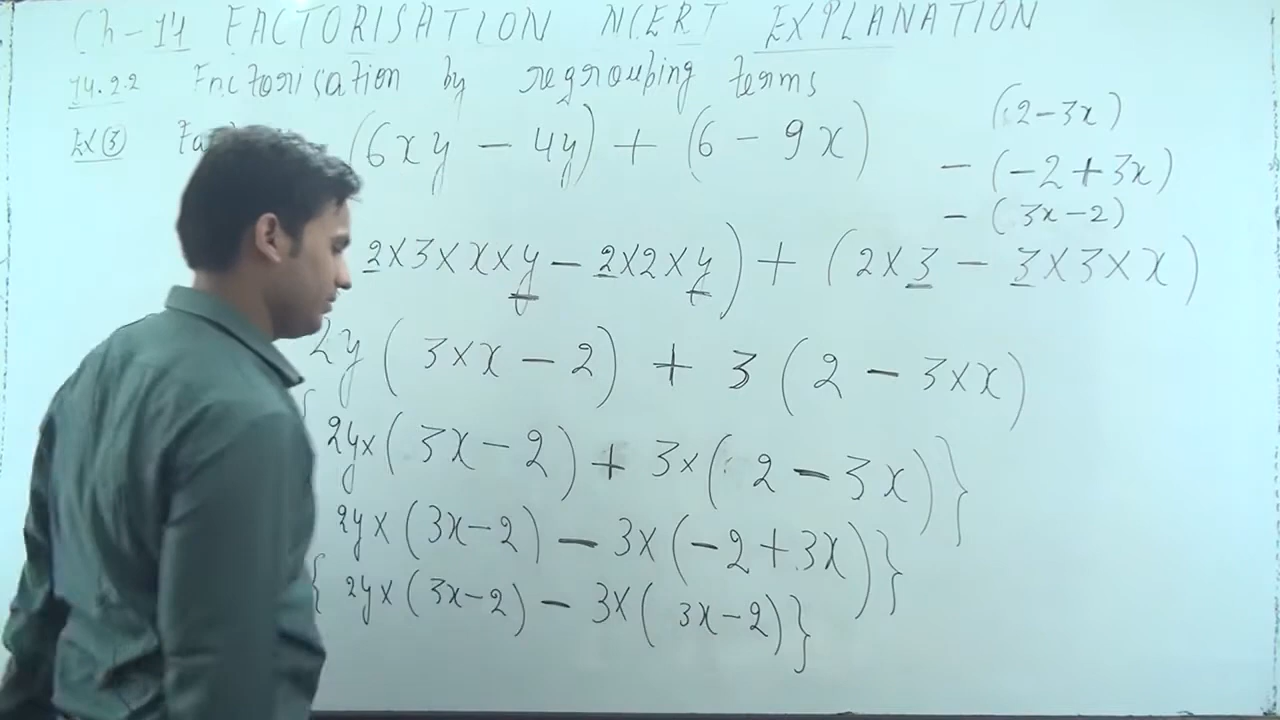 Ch-14 FACTORISATION NCERT EXPLANATION
14.2.2 Factorisation by regrouping terms
Ex (3) (6xy - 4y) + (6 - 9x)
(2-3x)
- (-2+3x)
- (3x-2)
2×3×x×y - 2×2×y) + (2×3 - 3×3×x)
2y (3×x - 2) + 3 (2 - 3×x)
{ 2y×(3x-2) + 3×(2 - 3x)}
2y×(3x-2) - 3×(-2+3x)}
{ 2y×(3x-2) - 3×(3x-2)}